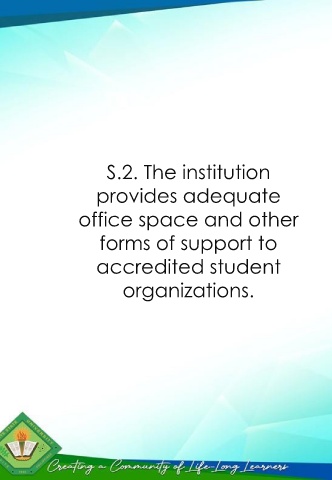 S.2. The institution
provides adequate
office space and other
forms of support to
accredited student
organizations.
Creating a Community of Life-Long Learners